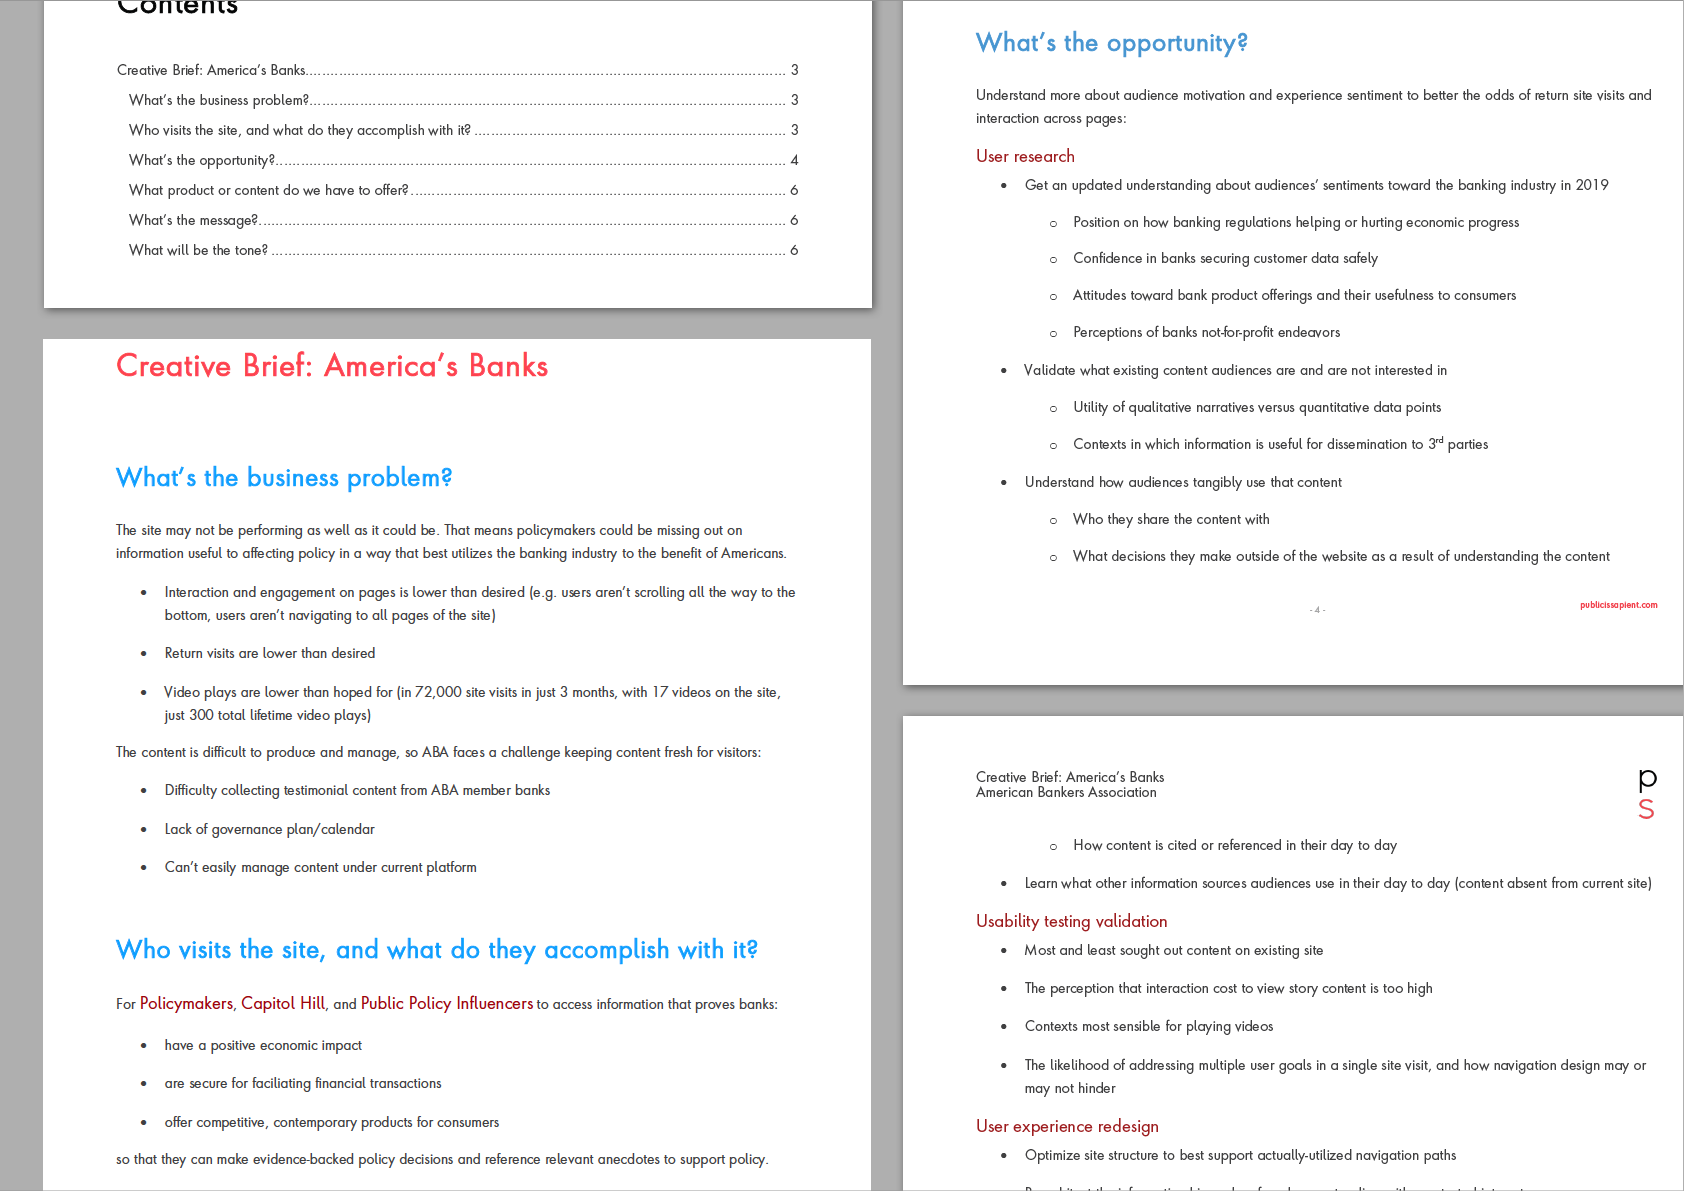 Contents
Creative Brief: America's Banks.......... 3
What's the business problem?.......... 3
Who visits the site, and what do they accomplish with it? .......... 3
What's the opportunity?.......... 4
What product or content do we have to offer?.......... 6
What's the message?.......... 6
What will be the tone? .......... 6
Creative Brief: America's Banks
What's the business problem?
The site may not be performing as well as it could be. That means policymakers could be missing out on
information useful to affecting policy in a way that best utilizes the banking industry to the benefit of Americans.
• Interaction and engagement on pages is lower than desired (e.g. users aren't scrolling all the way to the
bottom, users aren't navigating to all pages of the site)
• Return visits are lower than desired
• Video plays are lower than hoped for (in 72,000 site visits in just 3 months, with 17 videos on the site,
just 300 total lifetime video plays)
The content is difficult to produce and manage, so ABA faces a challenge keeping content fresh for visitors:
• Difficulty collecting testimonial content from ABA member banks
• Lack of governance plan/calendar
• Can't easily manage content under current platform
Who visits the site, and what do they accomplish with it?
For Policymakers, Capitol Hill, and Public Policy Influencers to access information that proves banks:
• have a positive economic impact
• are secure for faciliating financial transactions
• offer competitive, contemporary products for consumers
so that they can make evidence-backed policy decisions and reference relevant anecdotes to support policy.
What's the opportunity?
Understand more about audience motivation and experience sentiment to better the odds of return site visits and
interaction across pages:
User research
• Get an updated understanding about audiences' sentiments toward the banking industry in 2019
o Position on how banking regulations helping or hurting economic progress
o Confidence in banks securing customer data safely
o Attitudes toward bank product offerings and their usefulness to consumers
o Perceptions of banks not-for-profit endeavors
• Validate what existing content audiences are and are not interested in
o Utility of qualitative narratives versus quantitative data points
o Contexts in which information is useful for dissemination to 3rd parties
• Understand how audiences tangibly use that content
o Who they share the content with
o What decisions they make outside of the website as a result of understanding the content
- 4 -
publicissapient.com
Creative Brief: America's Banks
American Bankers Association
p
s
o How content is cited or referenced in their day to day
• Learn what other information sources audiences use in their day to day (content absent from current site)
Usability testing validation
• Most and least sought out content on existing site
• The perception that interaction cost to view story content is too high
• Contexts most sensible for playing videos
• The likelihood of addressing multiple user goals in a single site visit, and how navigation design may or
may not hinder
User experience redesign
• Optimize site structure to best support actually-utilized navigation paths